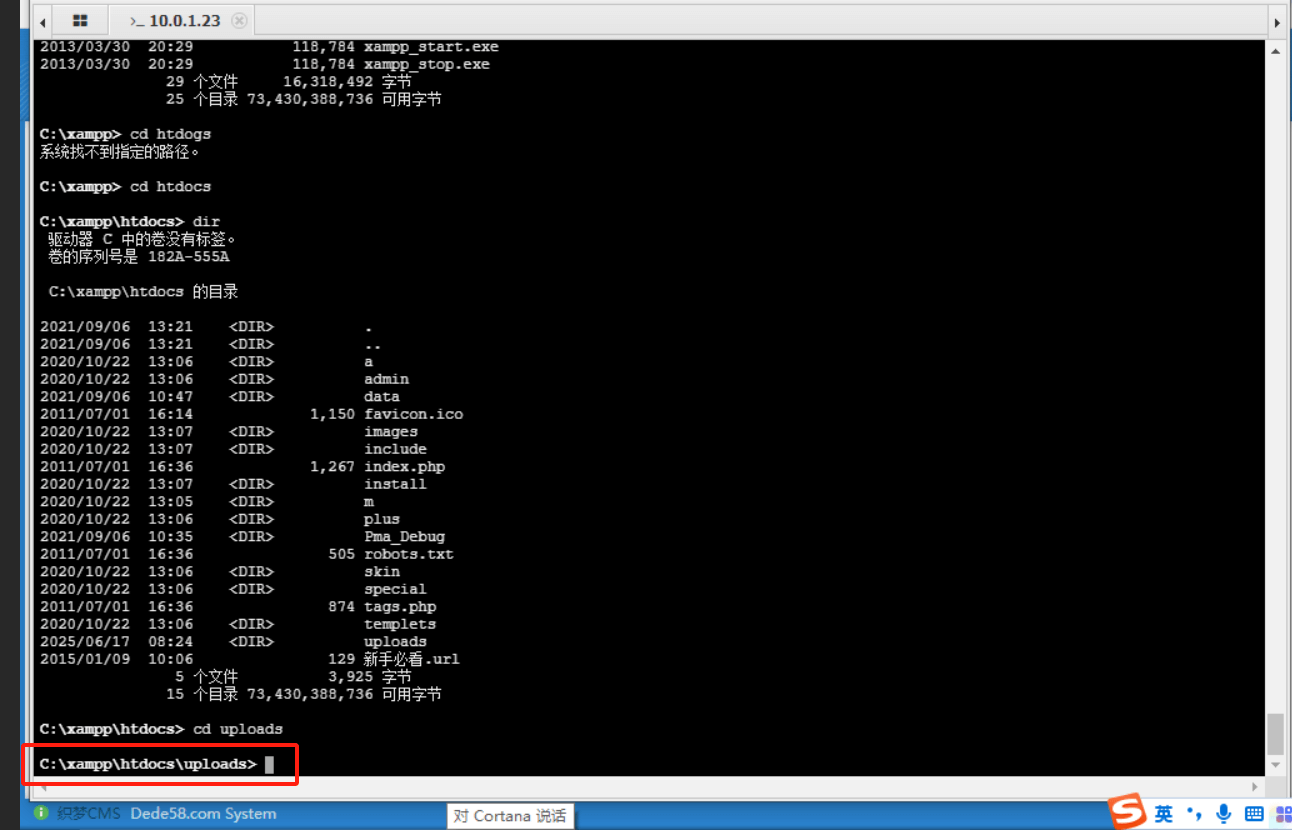 >_ 10.0.1.23
2013/03/30  20:29           118,784 xampp_start.exe
2013/03/30  20:29           118,784 xampp_stop.exe
29 个文件     16,318,492 字节
25 个目录 73,430,388,736 可用字节
C:\xampp> cd htdogs
系统找不到指定的路径。
C:\xampp> cd htdocs
C:\xampp\htdocs> dir
驱动器 C 中的卷没有标签。
卷的序列号是 182A-555A
C:\xampp\htdocs 的目录
2021/09/06  13:21    <DIR>          .
2021/09/06  13:21    <DIR>          ..
2020/10/22  13:06    <DIR>          a
2020/10/22  13:06    <DIR>          admin
2021/09/06  10:47    <DIR>          data
2011/07/01  16:14             1,150 favicon.ico
2020/10/22  13:07    <DIR>          images
2020/10/22  13:07    <DIR>          include
2011/07/01  16:36             1,267 index.php
2020/10/22  13:07    <DIR>          install
2020/10/22  13:05    <DIR>          m
2020/10/22  13:06    <DIR>          plus
2021/09/06  10:35    <DIR>          Pma_Debug
2011/07/01  16:36               505 robots.txt
2020/10/22  13:06    <DIR>          skin
2020/10/22  13:06    <DIR>          special
2011/07/01  16:36               874 tags.php
2020/10/22  13:06    <DIR>          templets
2025/06/17  08:24    <DIR>          uploads
2015/01/09  10:06               129 新手必看.url
5 个文件          3,925 字节
15 个目录 73,430,388,736 可用字节
C:\xampp\htdocs> cd uploads
C:\xampp\htdocs\uploads>
织梦CMS Dede58.com System
对 Cortana 说话
英